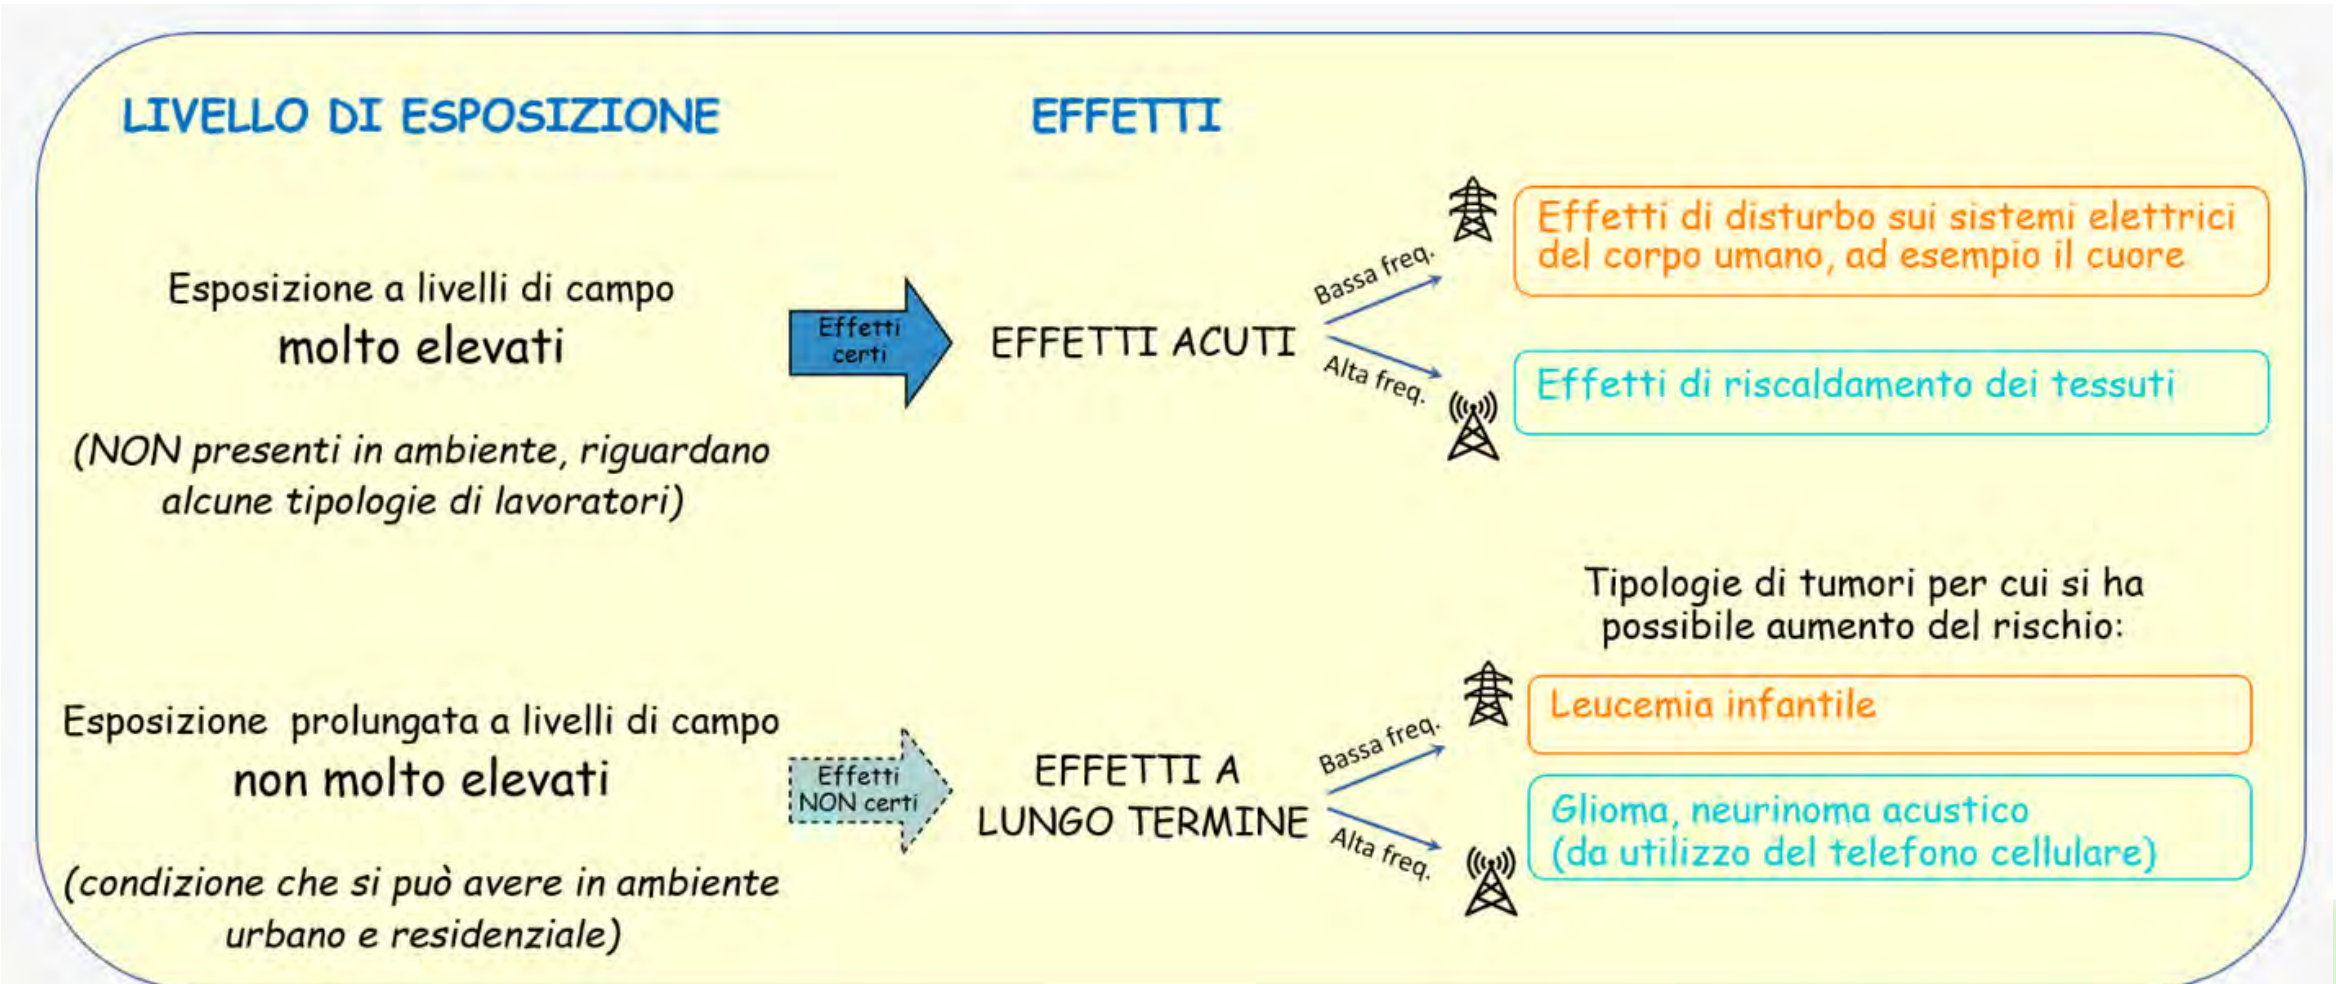 LIVELLO DI ESPOSIZIONE
EFFETTI
Esposizione a livelli di campo
molto elevati
(NON presenti in ambiente, riguardano
alcune tipologie di lavoratori)
Effetti
certi
EFFETTI ACUTI
Bassa freq.
Effetti di disturbo sui sistemi elettrici
del corpo umano, ad esempio il cuore
Alta freq.
Effetti di riscaldamento dei tessuti
Esposizione prolungata a livelli di campo
non molto elevati
(condizione che si può avere in ambiente
urbano e residenziale)
Effetti
NON certi
EFFETTI A
LUNGO TERMINE
Tipologie di tumori per cui si ha
possibile aumento del rischio:
Bassa freq.
Leucemia infantile
Alta freq.
Glioma, neurinoma acustico
(da utilizzo del telefono cellulare)